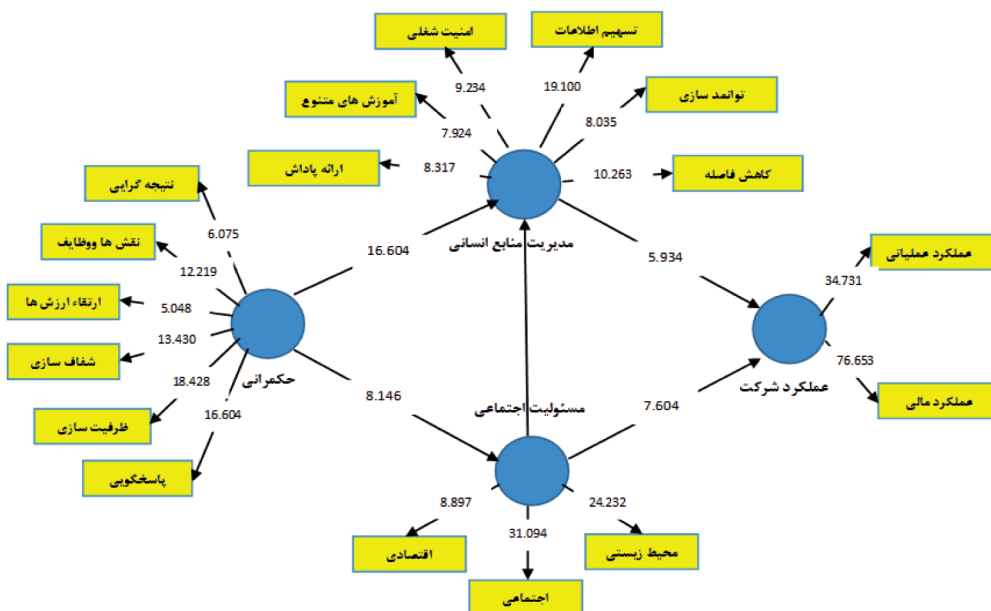 امنیت شغلی
تسهیم اطلاعات
9.234
19.100
آموزش های متنوع
توانمد سازی
7.924
8.035
ارائه پاداش
8.317
10.263
کاهش فاصله
نتیجه گرایی
6.075
نقش ها ووظایف
12.219
16.604
مدیریت منابع انسانی
5.934
عملکرد عملیاتی
34.731
ارتقاء ارزش ها
5.048
شفاف سازی
13.430
حکمرانی
76.653
عملکرد شرکت
18.428
8.146
مسئولیت اجتماعی
7.604
عملکرد مالی
ظرفیت سازی
16.604
پاسخگویی
8.897
31.094
24.232
اقتصادی
محیط زیستی
اجتماعی